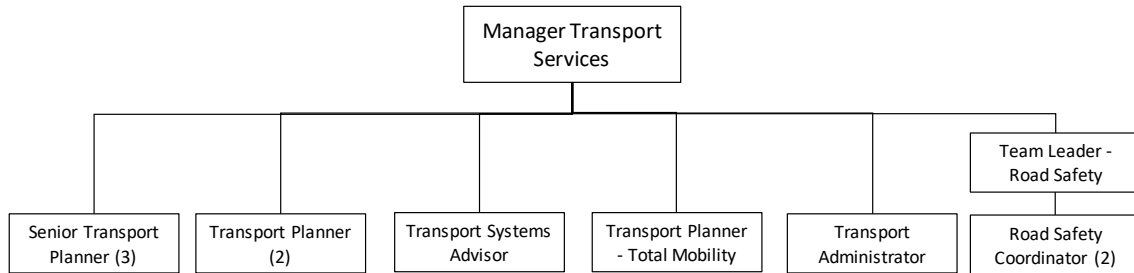 Manager Transport
Services
Team Leader -
Road Safety
Senior Transport
Planner (3)
Transport Planner
(2)
Transport Systems
Advisor
Transport Planner
- Total Mobility
Transport
Administrator
Road Safety
Coordinator (2)